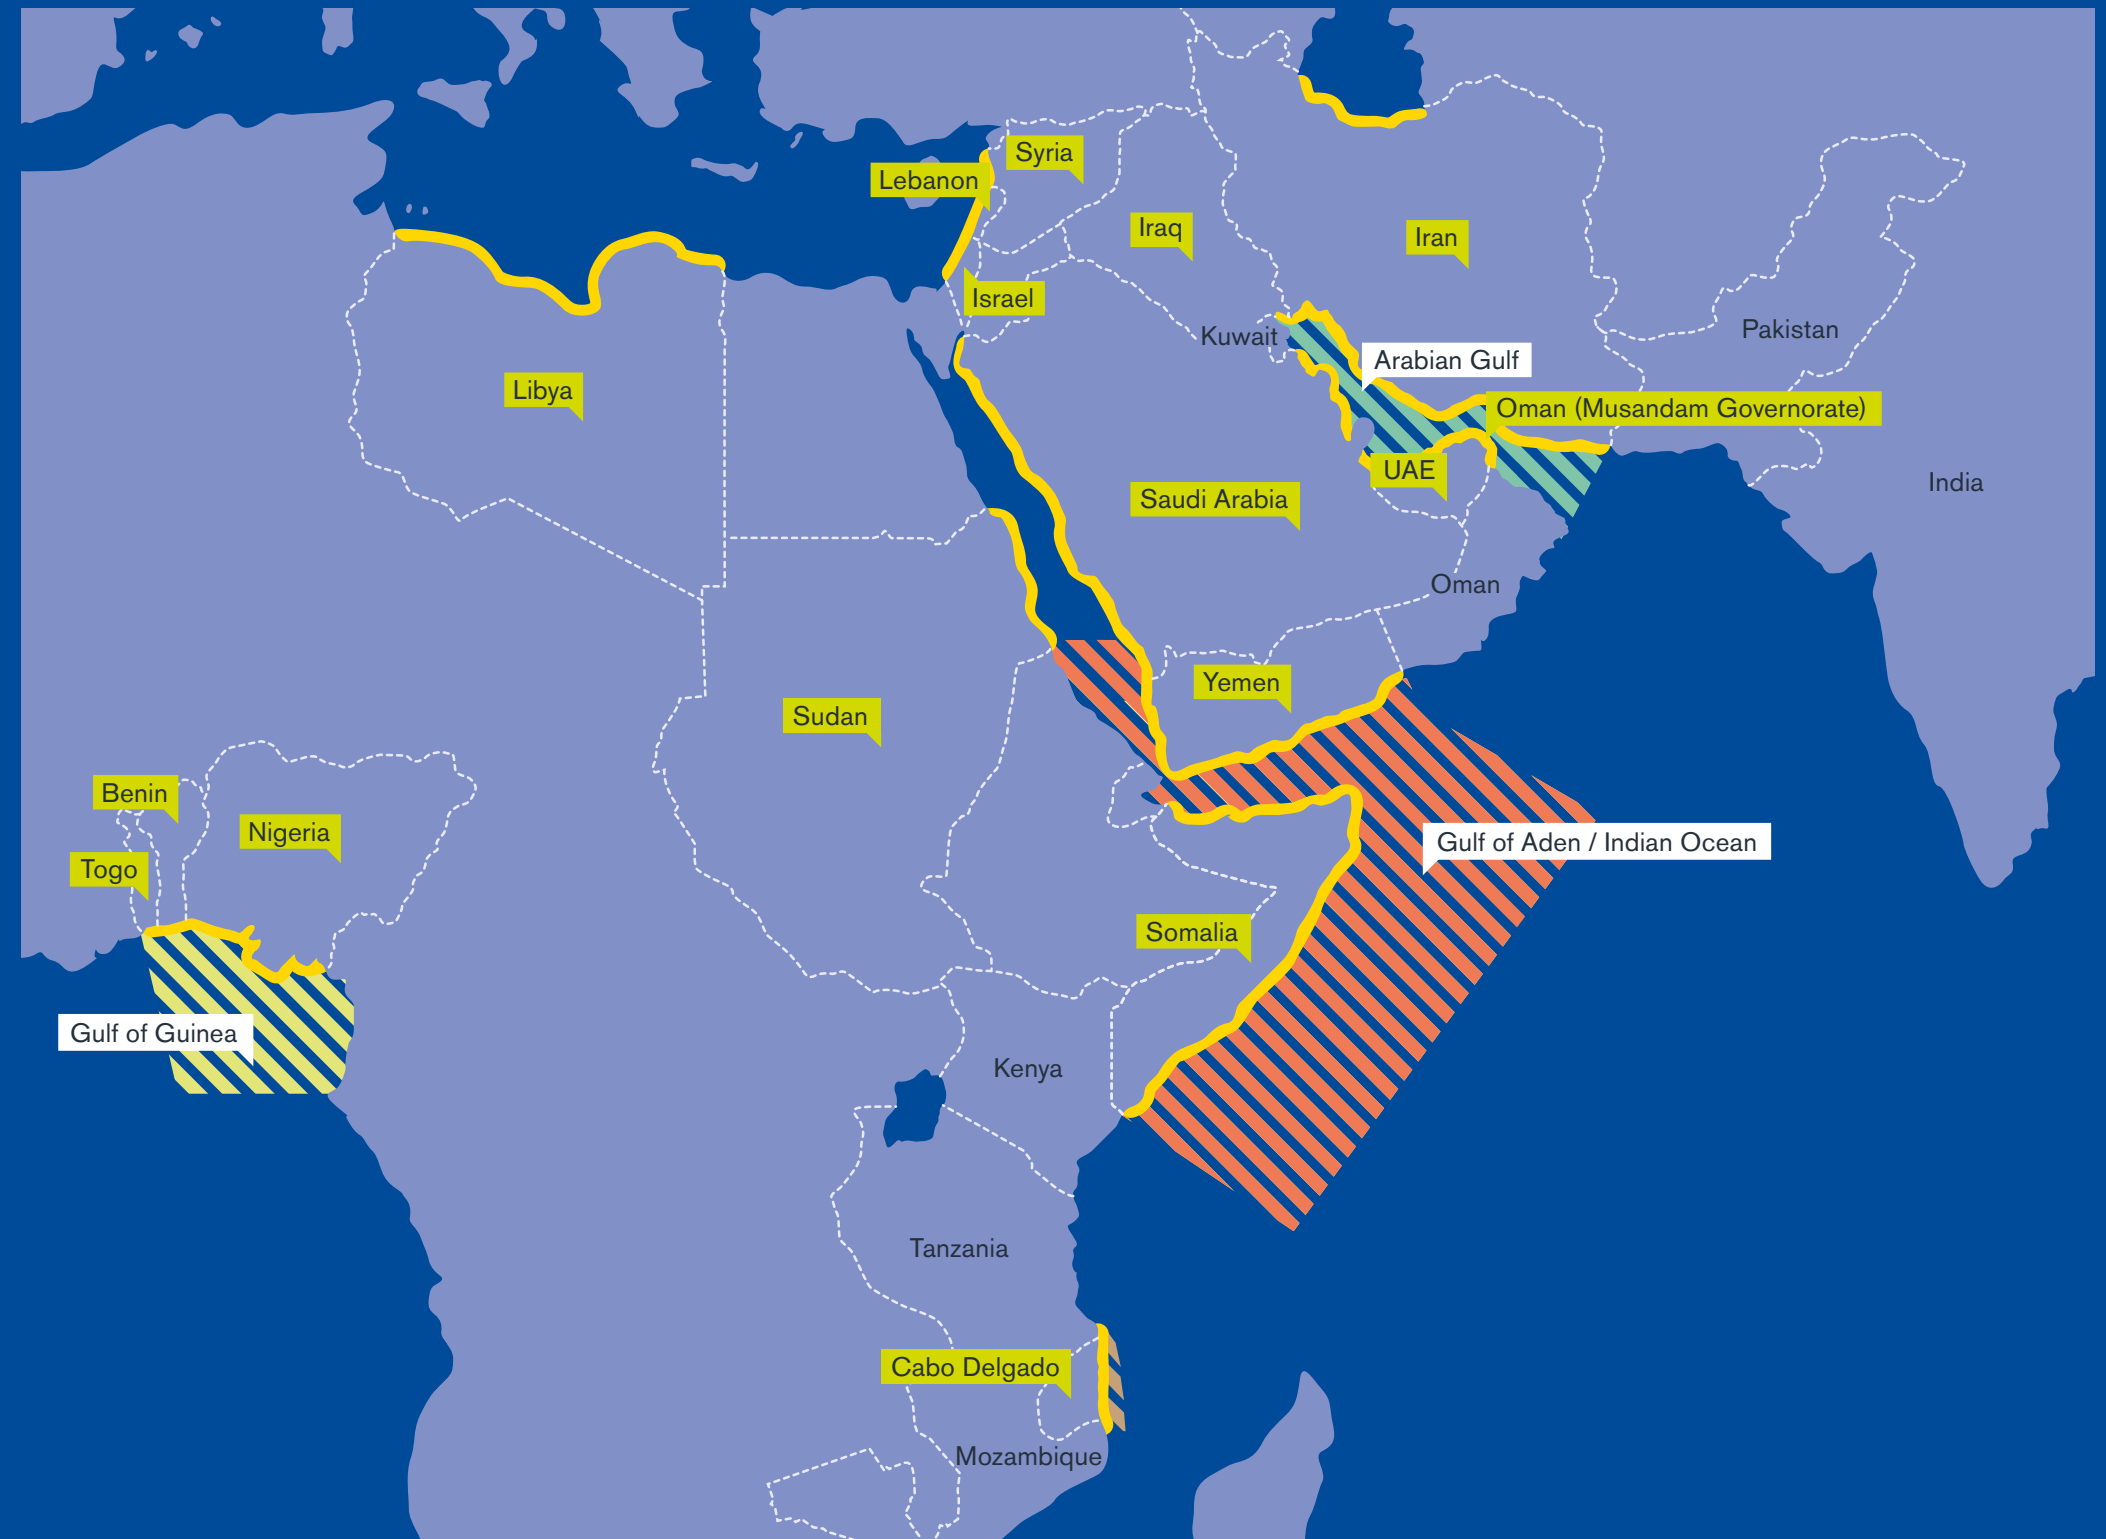 Syria
Lebanon
Iraq
Iran
Israel
Kuwait
Pakistan
Arabian Gulf
Libya
Oman (Musandam Governorate)
UAE
India
Saudi Arabia
Oman
Yemen
Sudan
Benin
Nigeria
Gulf of Aden / Indian Ocean
Togo
Somalia
Gulf of Guinea
Kenya
Tanzania
Cabo Delgado
Mozambique